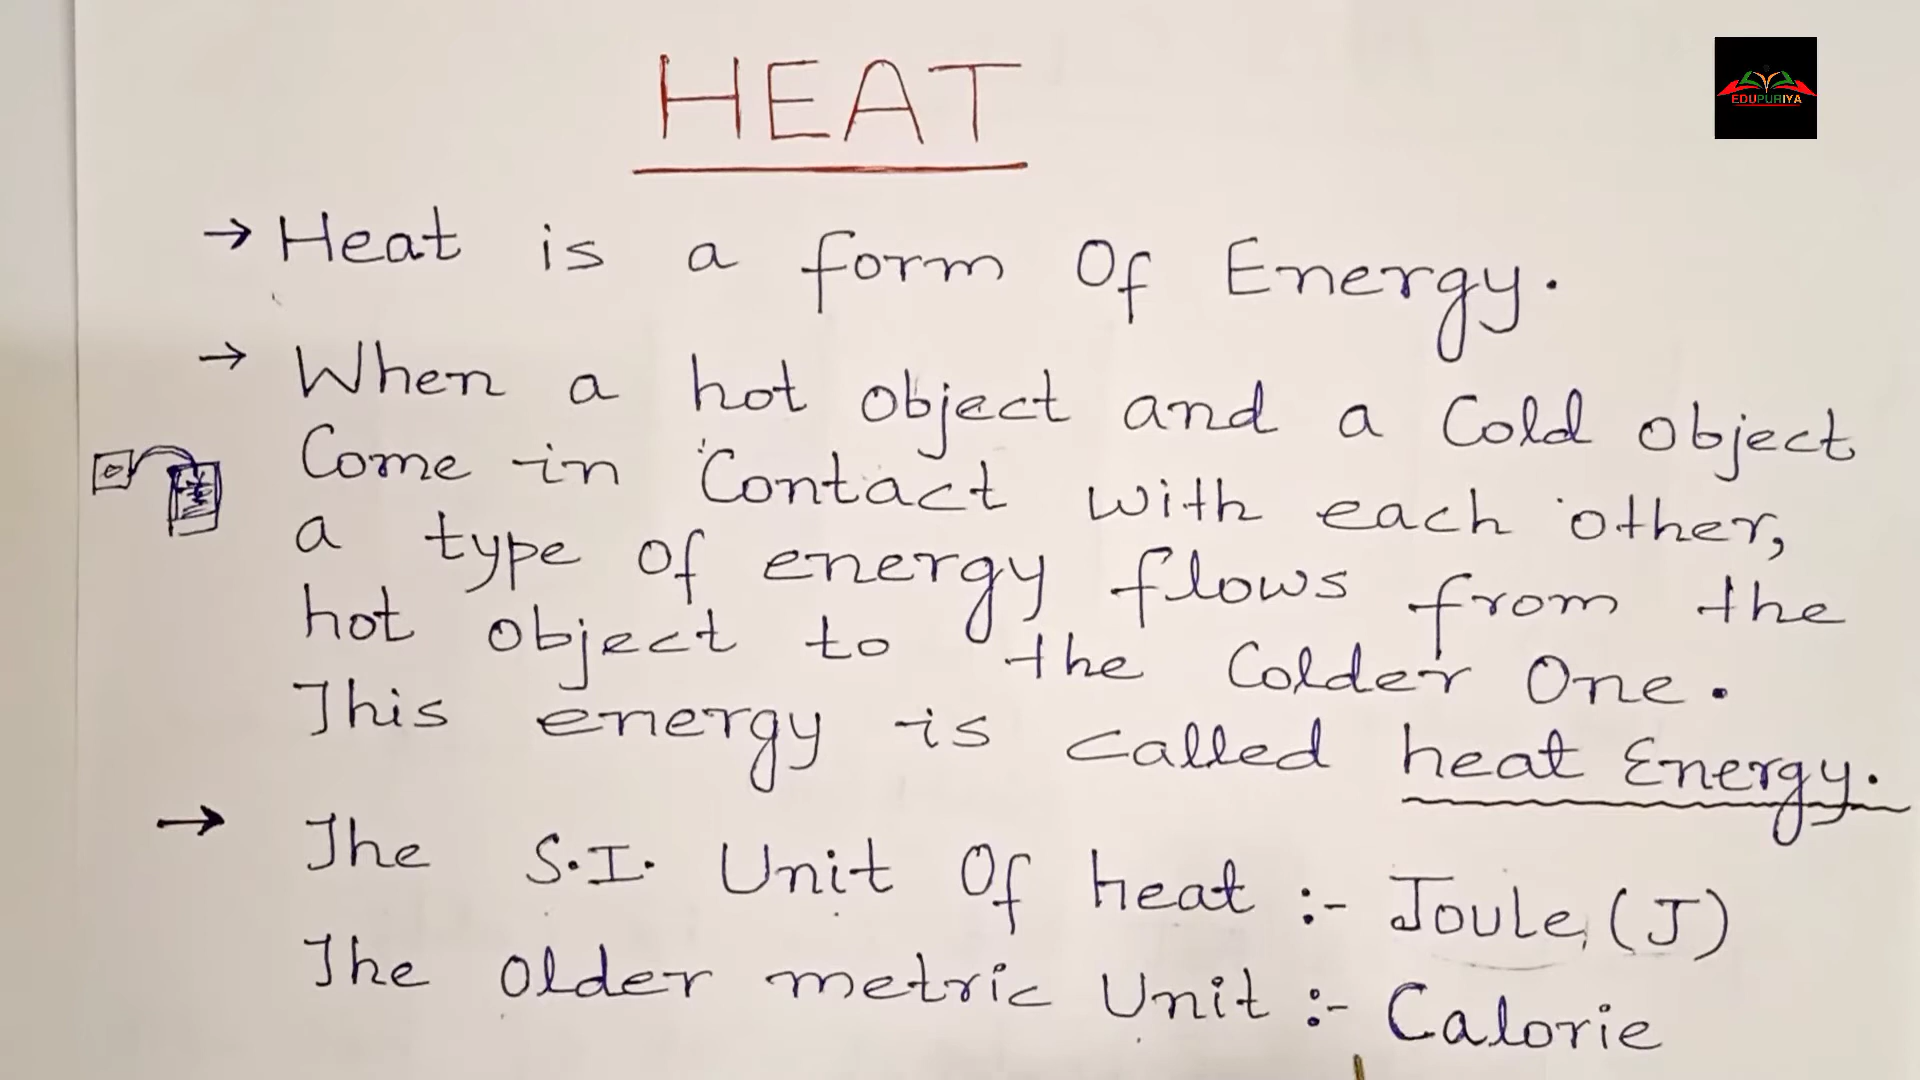 HEAT
EDUPURIYA
→ Heat is a form Of Energy.
→ When a hot object and a Cold object
Come in Contact with each other,
a type of energy flows from the
hot object to the Colder One.
This energy is called heat Energy.
→ The S.I. Unit Of heat :- Joule, (J)
The Older metric Unit :- Calorie